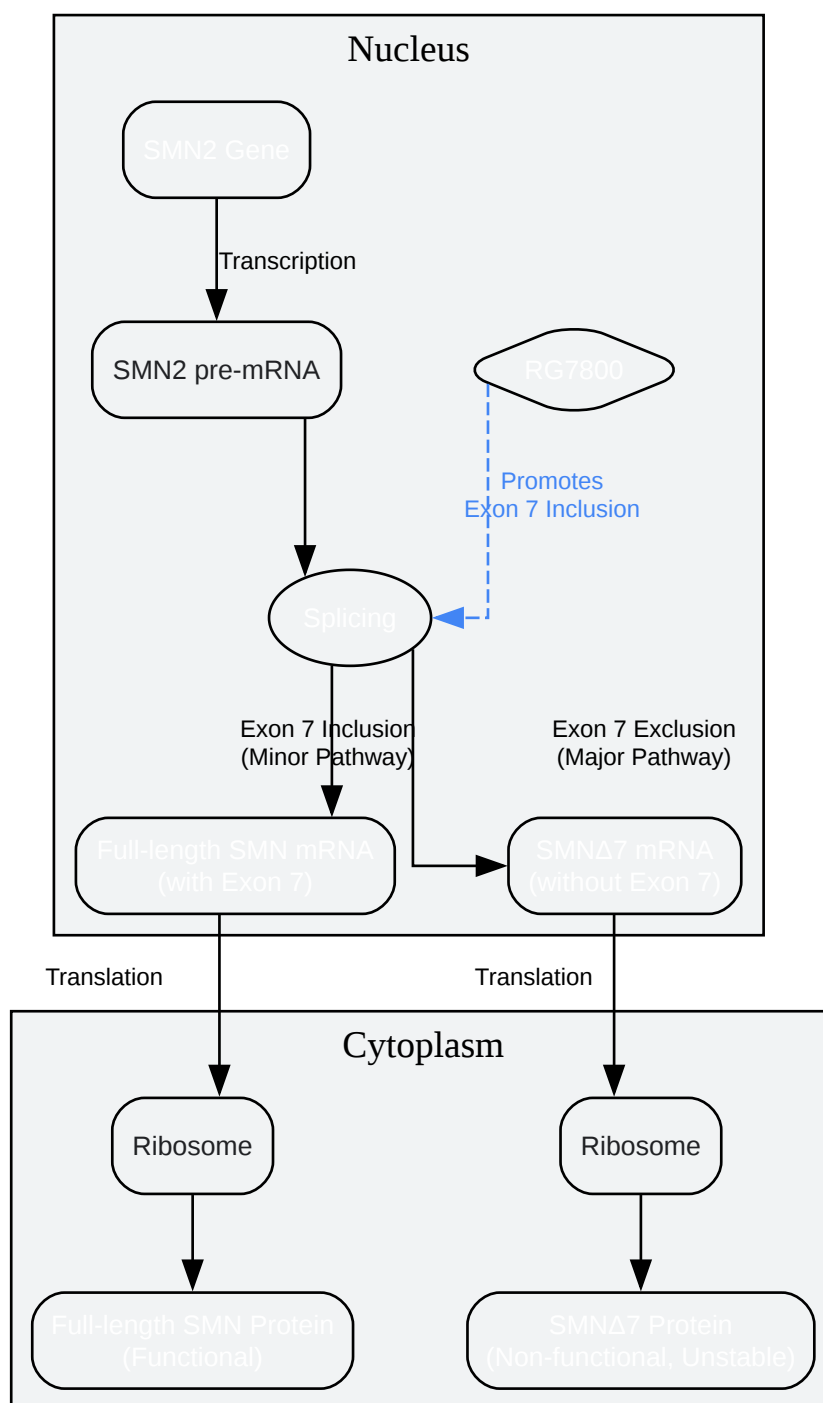 Nucleus
SMN2 Gene
Transcription
SMN2 pre-mRNA
RG7800
Promotes
Exon 7 Inclusion
Splicing
Exon 7 Inclusion
(Minor Pathway)
Exon 7 Exclusion
(Major Pathway)
Full-length SMN mRNA
(with Exon 7)
SMNΔ7 mRNA
(without Exon 7)
Translation
Translation
Cytoplasm
Ribosome
Ribosome
Full-length SMN Protein
(Functional)
SMNΔ7 Protein
(Non-functional, Unstable)